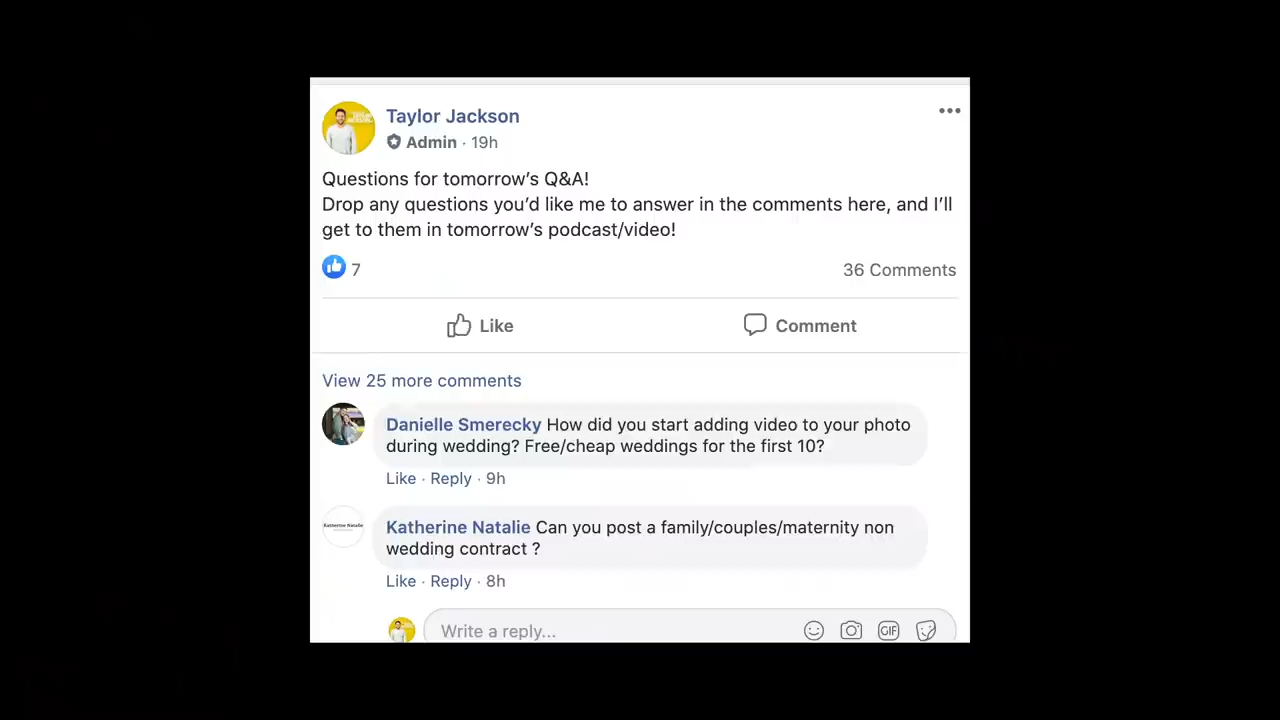 Taylor Jackson
Admin · 19h
Questions for tomorrow's Q&A!
Drop any questions you'd like me to answer in the comments here, and I'll
get to them in tomorrow's podcast/video!
7
36 Comments
Like
Comment
View 25 more comments
Danielle Smerecky How did you start adding video to your photo
during wedding? Free/cheap weddings for the first 10?
Like · Reply · 9h
Katherine Natalie
Katherine Natalie Can you post a family/couples/maternity non
wedding contract ?
Like · Reply · 8h
Write a reply...
GIF